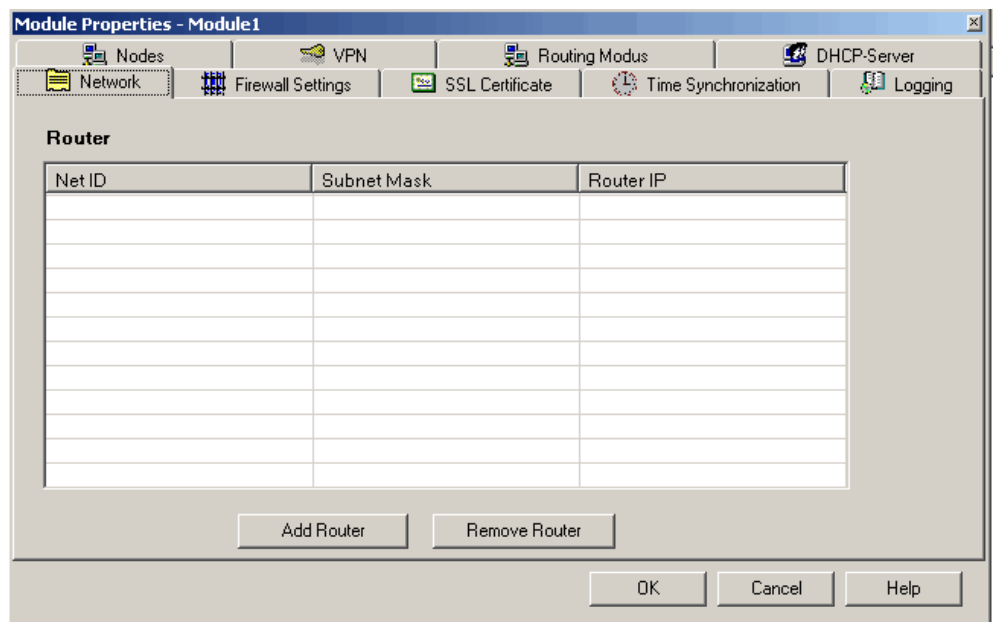 Module Properties - Module1
Nodes VPN Routing Modus DHCP-Server
Network Firewall Settings SSL Certificate Time Synchronization Logging
Router
Net ID Subnet Mask Router IP
Add Router Remove Router
OK Cancel Help